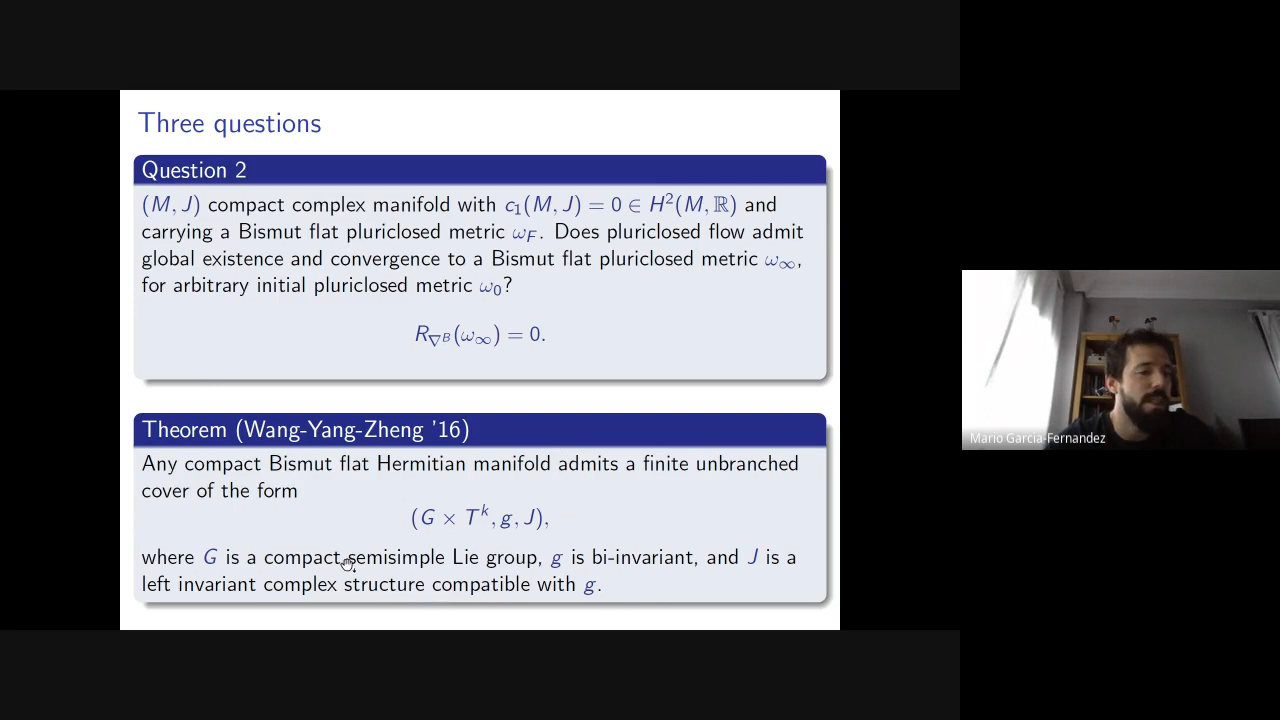 Three questions
Question 2
(M, J) compact complex manifold with c₁(M, J) = 0 ∈ H²(M, ℝ) and
carrying a Bismut flat pluriclosed metric ω_F. Does pluriclosed flow admit
global existence and convergence to a Bismut flat pluriclosed metric ω_∞,
for arbitrary initial pluriclosed metric ω₀?
R_{∇^B}(ω_∞) = 0.
Theorem (Wang-Yang-Zheng '16)
Any compact Bismut flat Hermitian manifold admits a finite unbranched
cover of the form
(G × T^k, g, J),
where G is a compact semisimple Lie group, g is bi-invariant, and J is a
left invariant complex structure compatible with g.
Mario Garcia-Fernandez